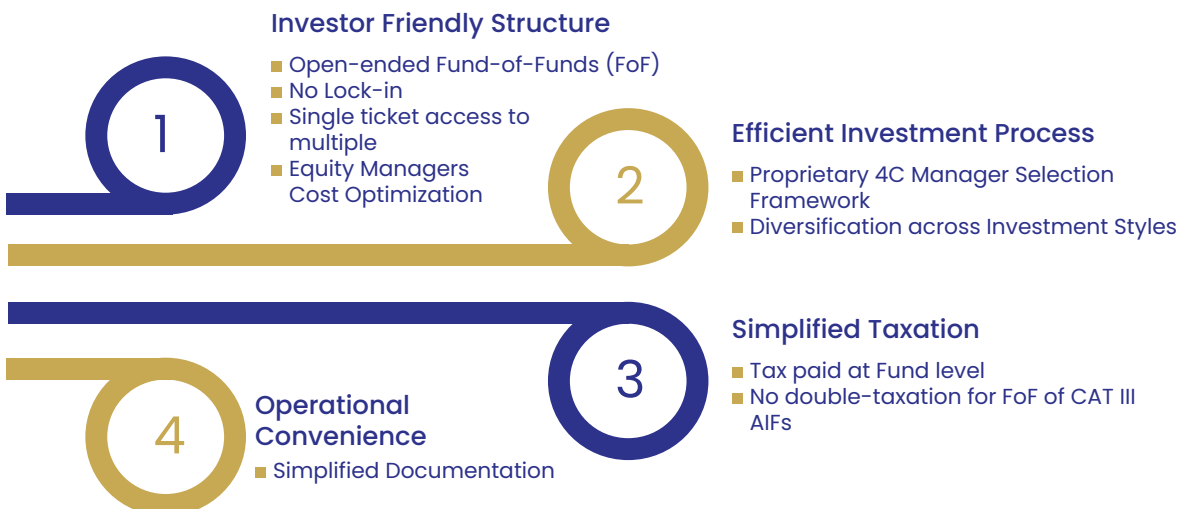 Investor Friendly Structure
Open-ended Fund-of-Funds (FoF)
No Lock-in
Single ticket access to
multiple
Equity Managers
Cost Optimization
1
2
Efficient Investment Process
Proprietary 4C Manager Selection
Framework
Diversification across Investment Styles
3
Simplified Taxation
Tax paid at Fund level
No double-taxation for FoF of CAT III
AIFs
4
Operational
Convenience
Simplified Documentation